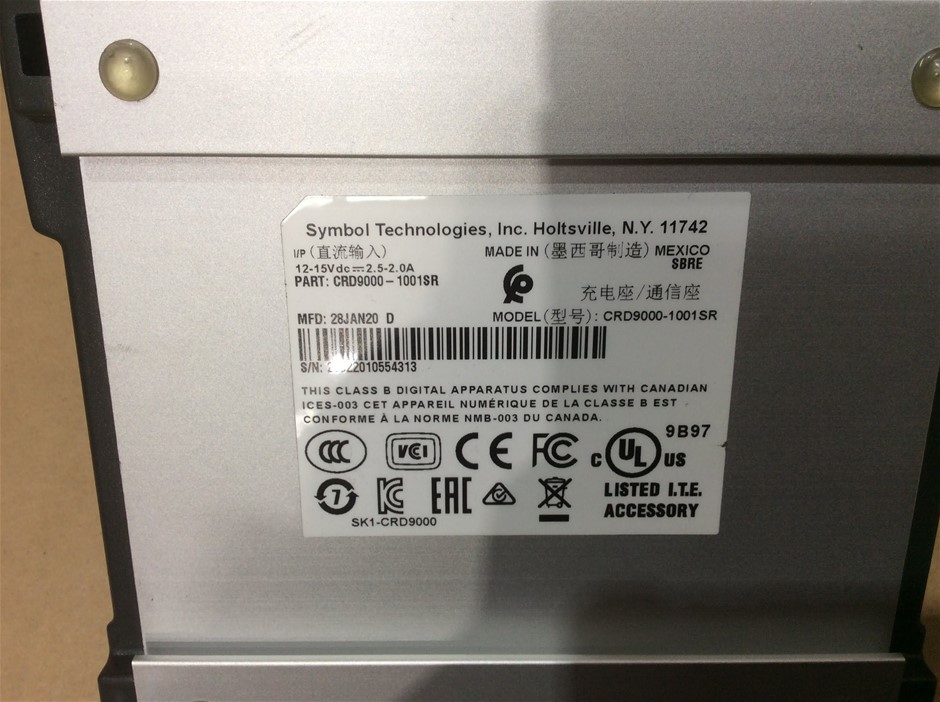 Symbol Technologies, Inc. Holtsville, N.Y. 11742
I/P (直流输入) MADE IN (墨西哥制造) MEXICO
12-15Vdc⎓2.5-2.0A SBRE
PART: CRD9000-1001SR
充电座/通信座
MFD: 28JAN20 D MODEL(型号): CRD9000-1001SR
S/N:
THIS CLASS B DIGITAL APPARATUS COMPLIES WITH CANADIAN
ICES-003 CET APPAREIL NUMÉRIQUE DE LA CLASSE B EST
CONFORME À LA NORME NMB-003 DU CANADA.
CCC VCI CE FC C UL US 9B97
7 KC EAC LISTED I.T.E.
SK1-CRD9000 ACCESSORY